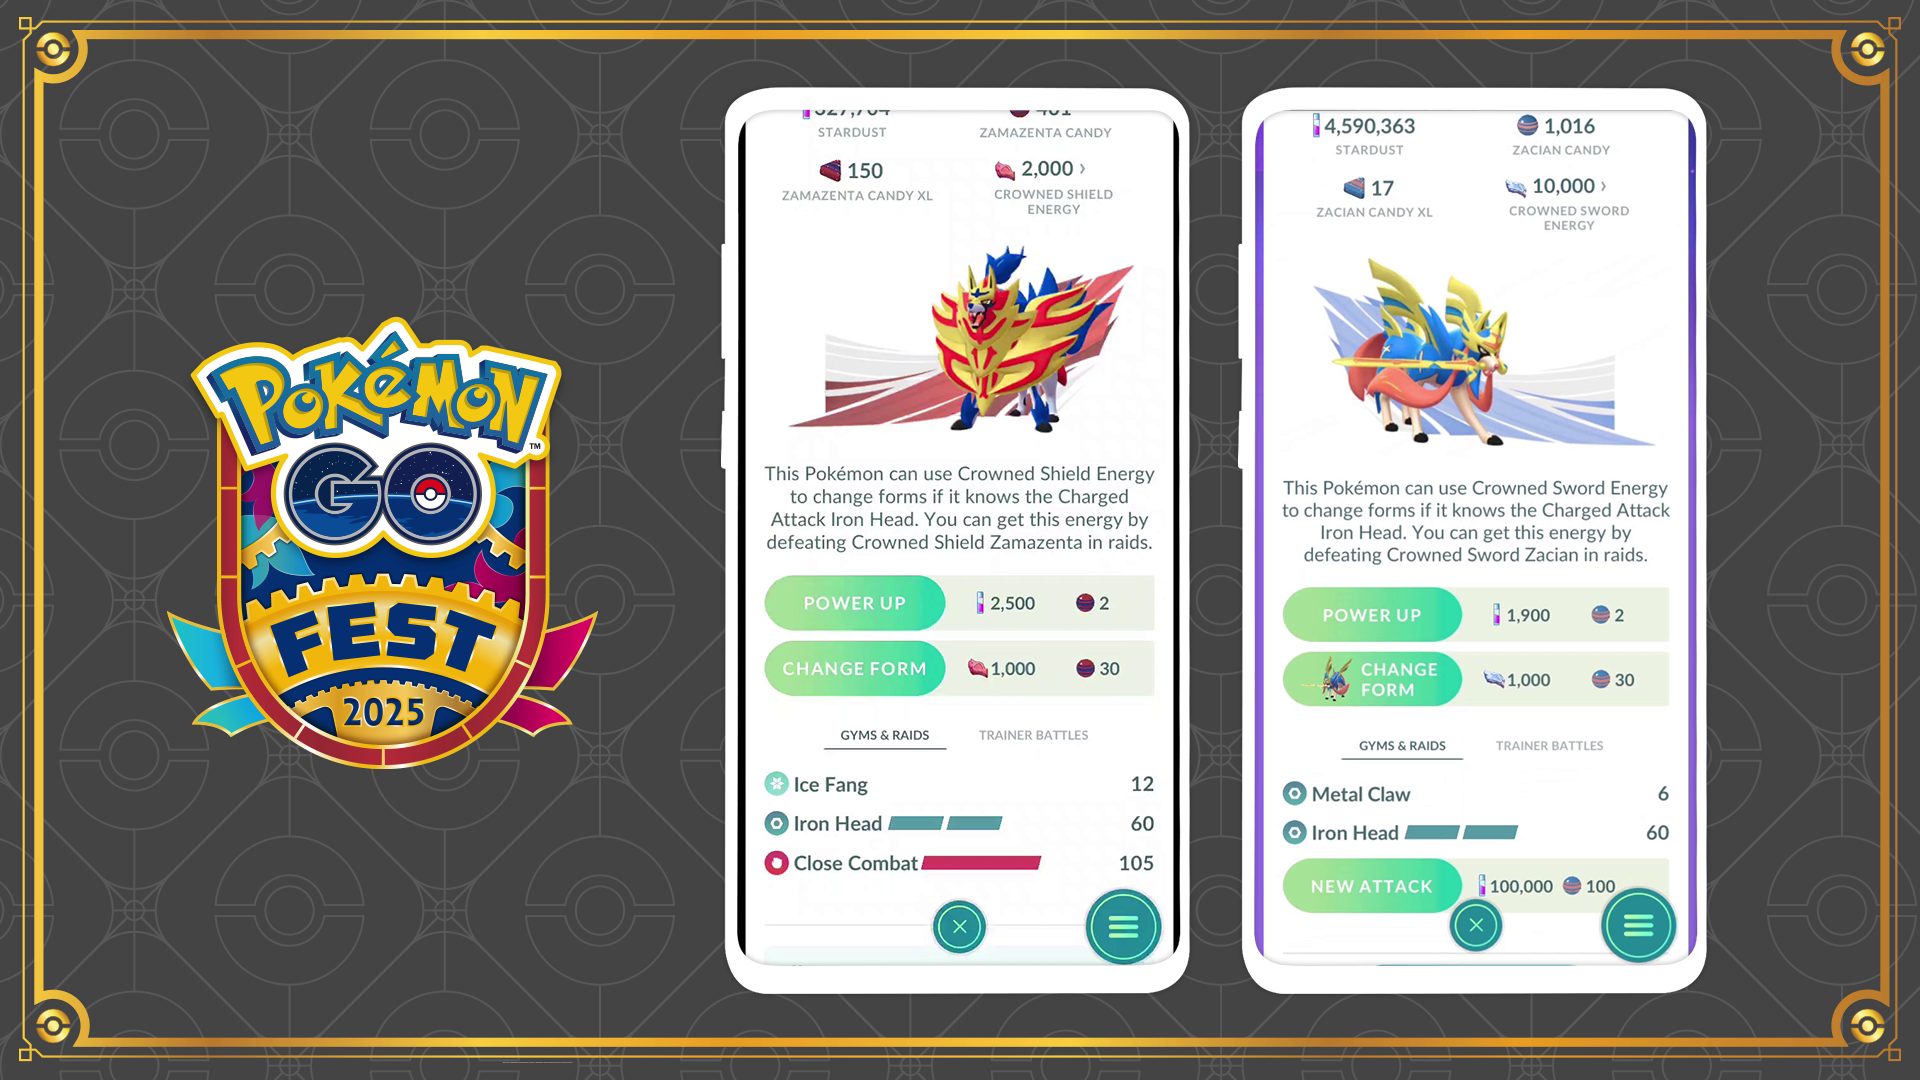 POKéMON
TM
GO
FEST
2025
STARDUST
ZAMAZENTA CANDY
150
2,000 ›
ZAMAZENTA CANDY XL
CROWNED SHIELD
ENERGY
This Pokémon can use Crowned Shield Energy
to change forms if it knows the Charged
Attack Iron Head. You can get this energy by
defeating Crowned Shield Zamazenta in raids.
POWER UP 2,500 2
CHANGE FORM 1,000 30
GYMS & RAIDS TRAINER BATTLES
Ice Fang 12
Iron Head 60
Close Combat 105
4,590,363 1,016
STARDUST ZACIAN CANDY
17 10,000 ›
ZACIAN CANDY XL CROWNED SWORD
ENERGY
This Pokémon can use Crowned Sword Energy
to change forms if it knows the Charged Attack
Iron Head. You can get this energy by
defeating Crowned Sword Zacian in raids.
POWER UP 1,900 2
CHANGE
FORM 1,000 30
GYMS & RAIDS TRAINER BATTLES
Metal Claw 6
Iron Head 60
NEW ATTACK 100,000 100